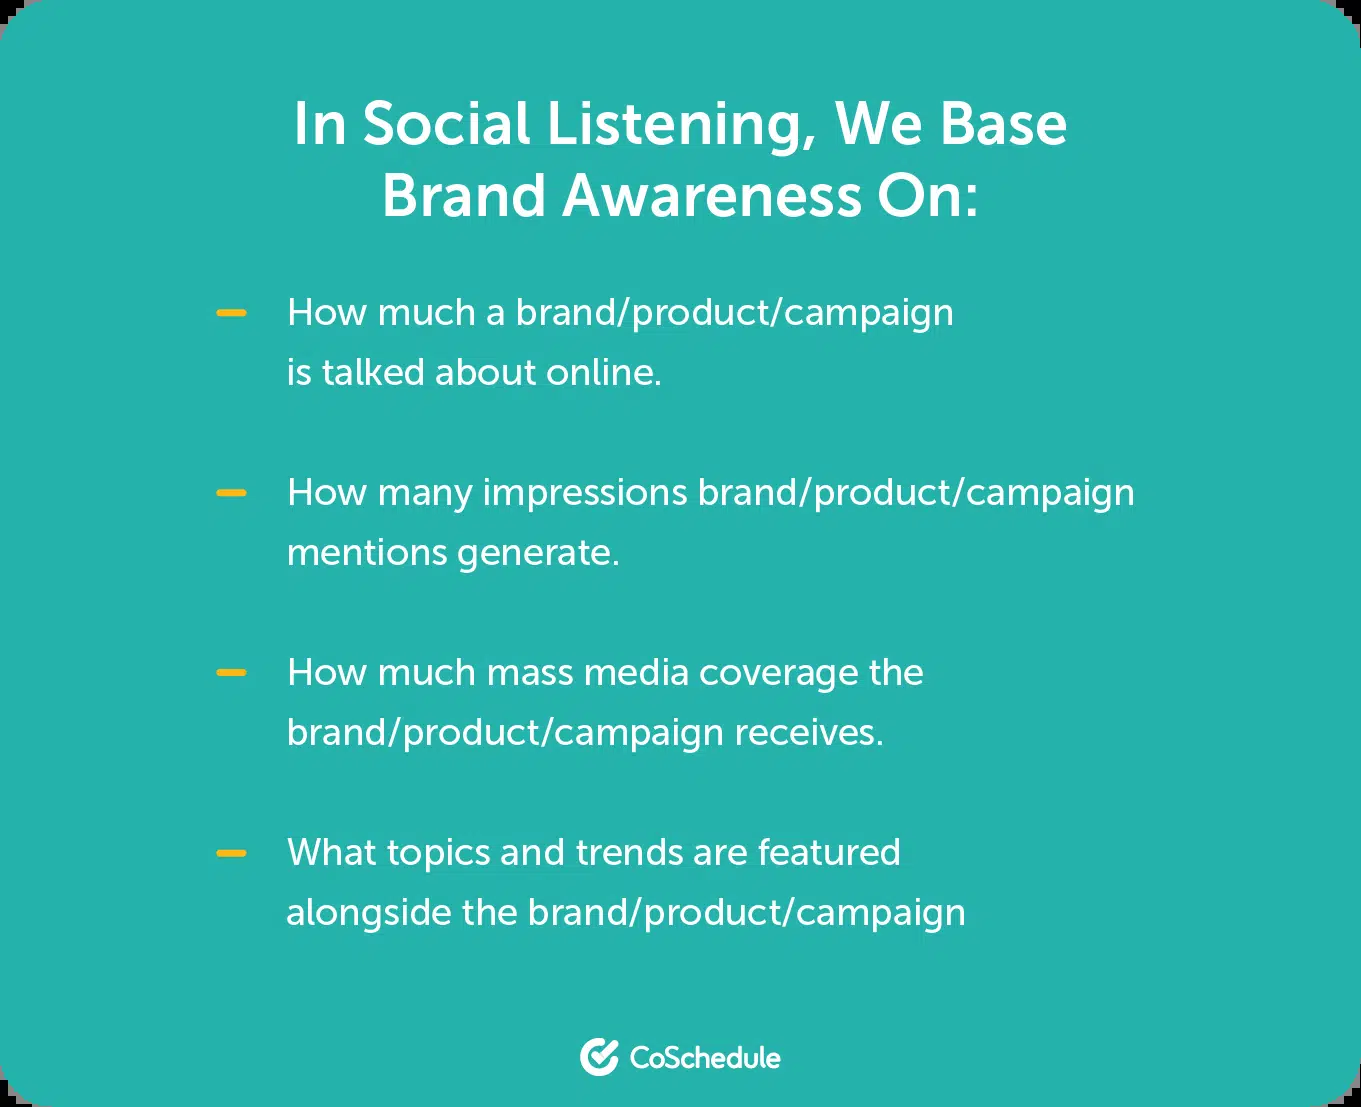 In Social Listening, We Base
Brand Awareness On:
How much a brand/product/campaign
is talked about online.
How many impressions brand/product/campaign
mentions generate.
How much mass media coverage the
brand/product/campaign receives.
What topics and trends are featured
alongside the brand/product/campaign
CoSchedule